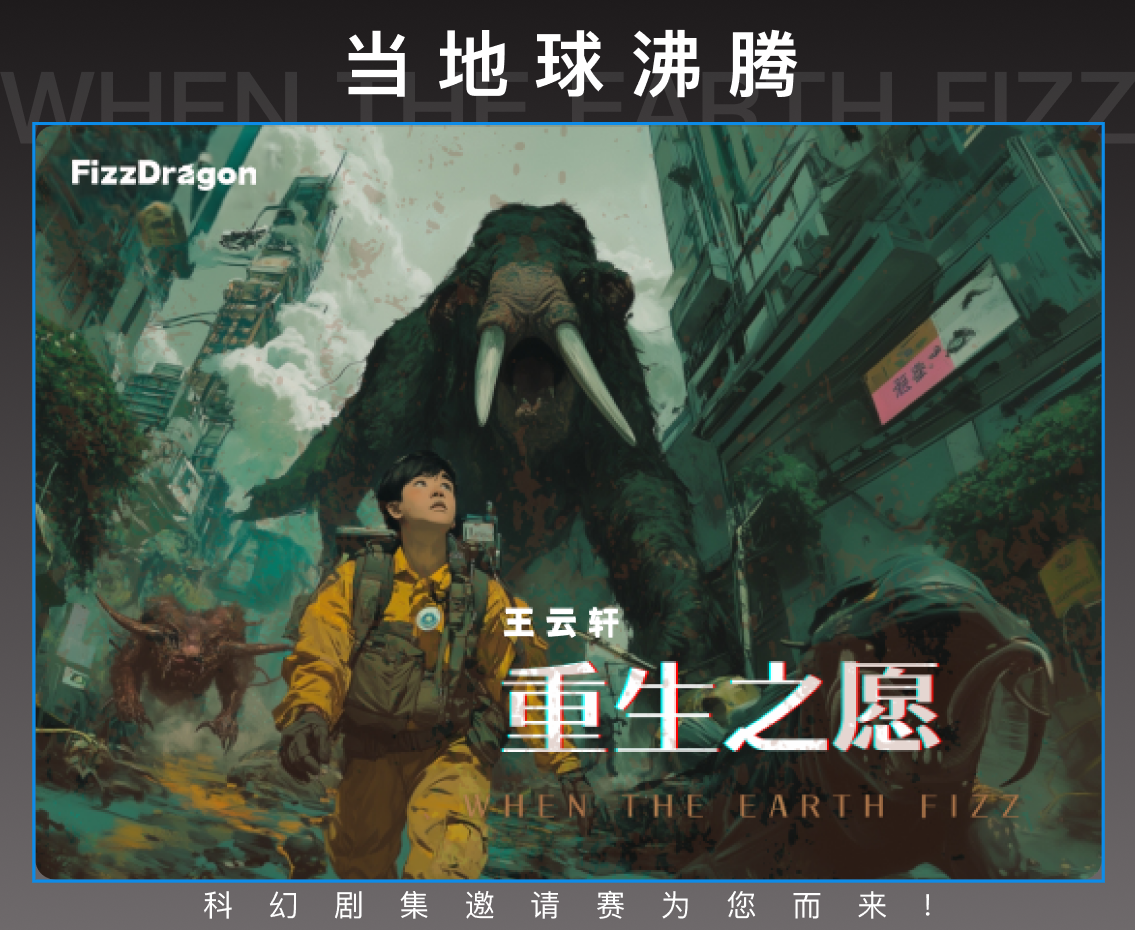 当地球沸腾
WHEN THE EARTH FIZZ
FizzDragon
王云轩
重生之愿
WHEN THE EARTH FIZZ
科幻剧集邀请赛为您而来！